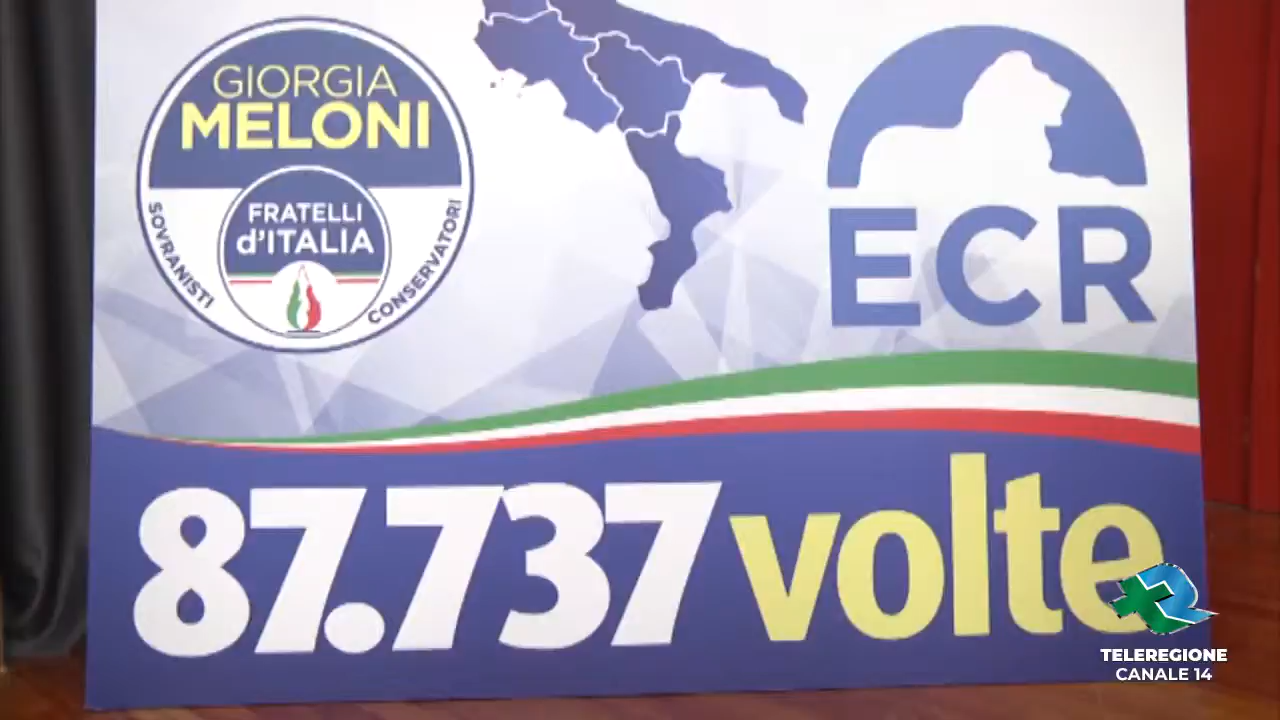 GIORGIA
MELONI
FRATELLI
d'ITALIA
SOVRANISTI
CONSERVATORI
ECR
87.737 volte
TELEREGIONE
CANALE 14